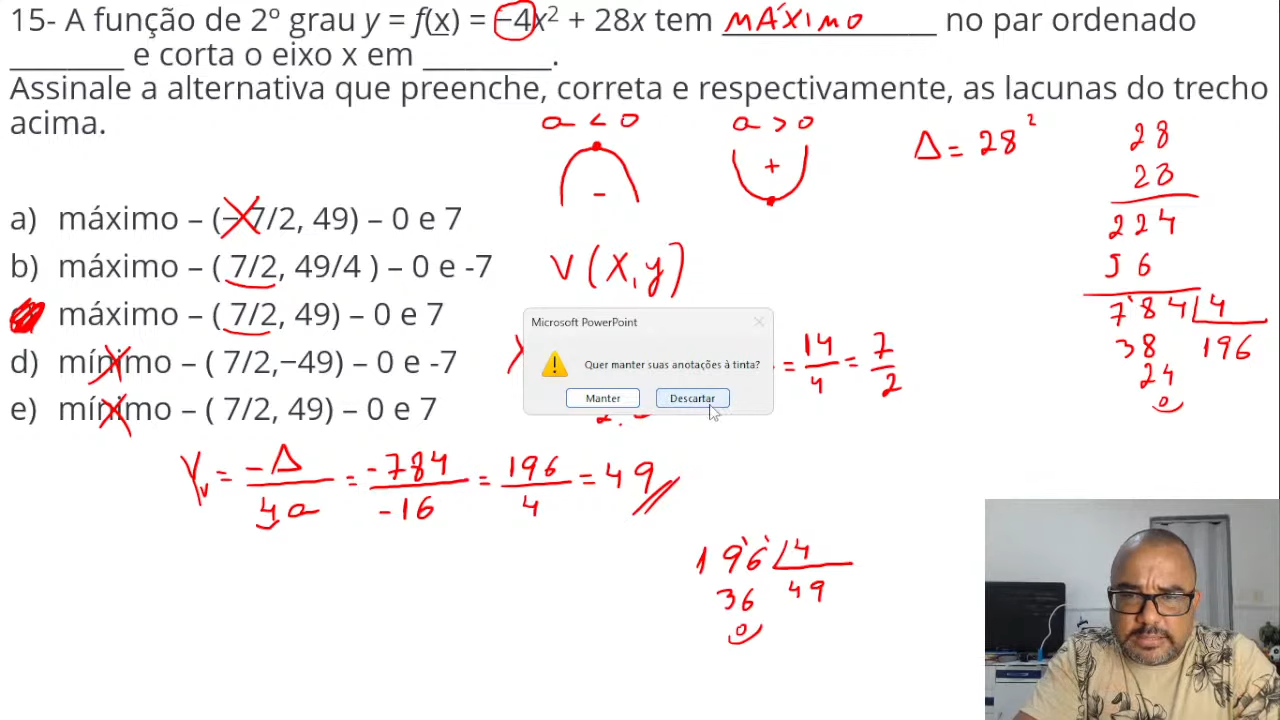 15- A função de 2º grau y = f(x) = −4x² + 28x tem MÁXIMO no par ordenado
________ e corta o eixo x em _________.
Assinale a alternativa que preenche, correta e respectivamente, as lacunas do trecho
acima.
a < 0
a > 0
Δ = 28²
28
28
224
56
784 4
38 196
24
0
+
−
a) máximo – (− 7/2, 49) – 0 e 7
b) máximo – ( 7/2, 49/4 ) – 0 e -7
máximo – ( 7/2, 49) – 0 e 7
d) mínimo – ( 7/2,−49) – 0 e -7
e) mínimo – ( 7/2, 49) – 0 e 7
V (X, y)
= 14/4 = 7/2
Microsoft PowerPoint
Quer manter suas anotações à tinta?
Manter Descartar
Yv = -Δ/4a = -784/-16 = 196/4 = 49
196 4
36 49
0